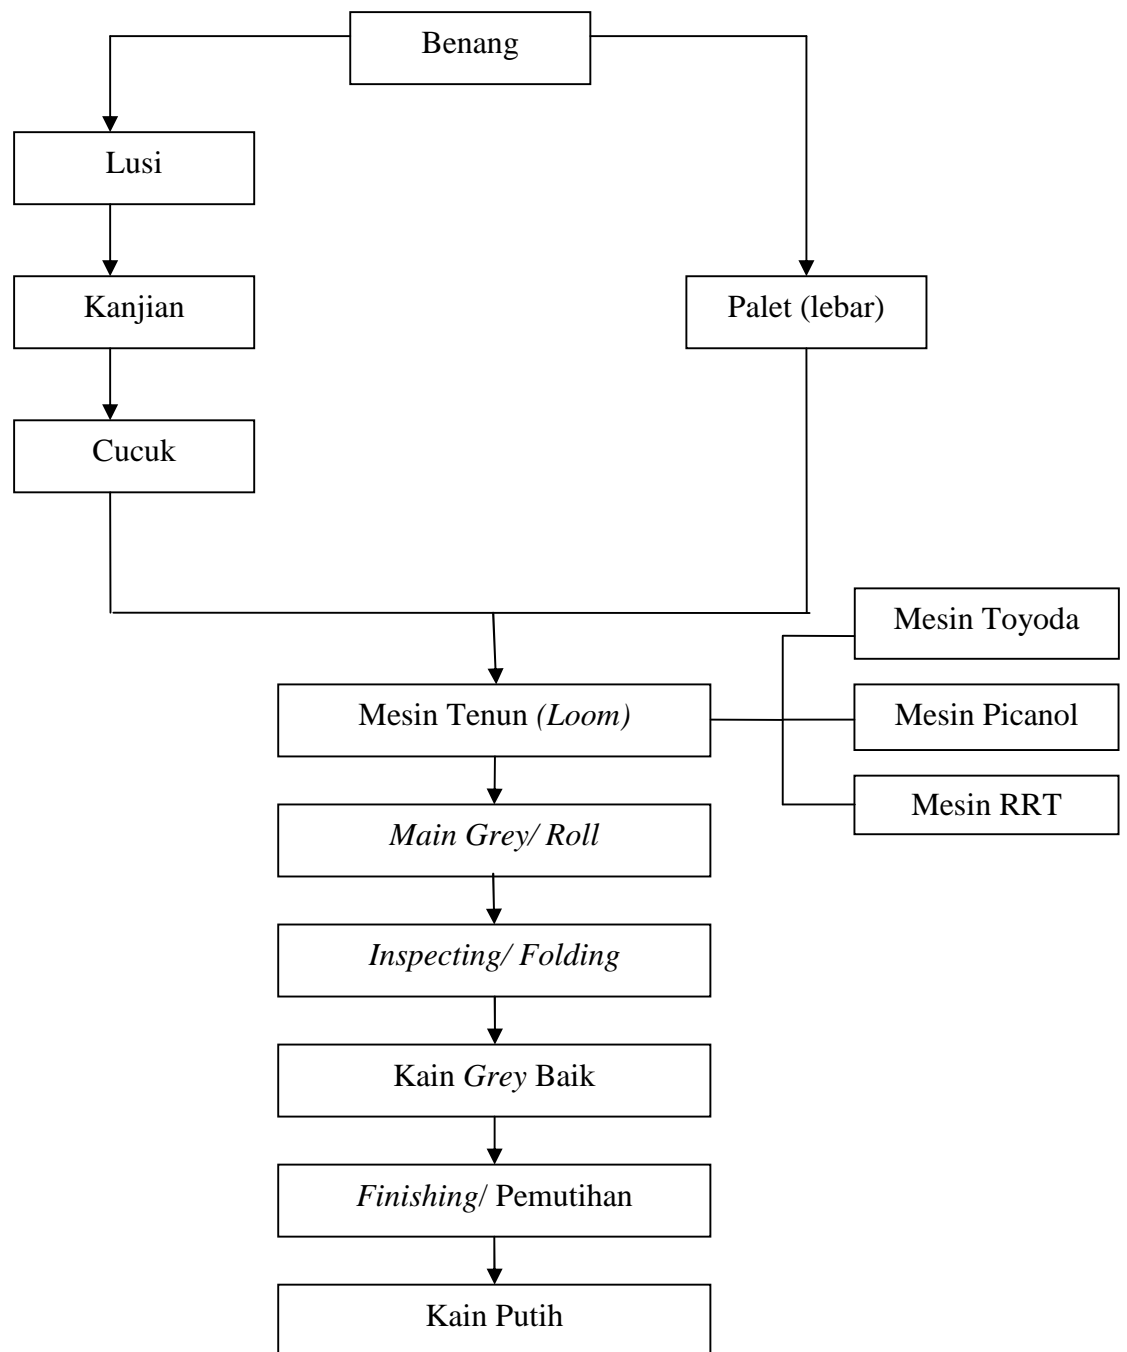 Benang
Lusi
Kanjian
Palet (lebar)
Cucuk
Mesin Toyoda
Mesin Tenun (Loom)
Mesin Picanol
Mesin RRT
Main Grey/ Roll
Inspecting/ Folding
Kain Grey Baik
Finishing/ Pemutihan
Kain Putih